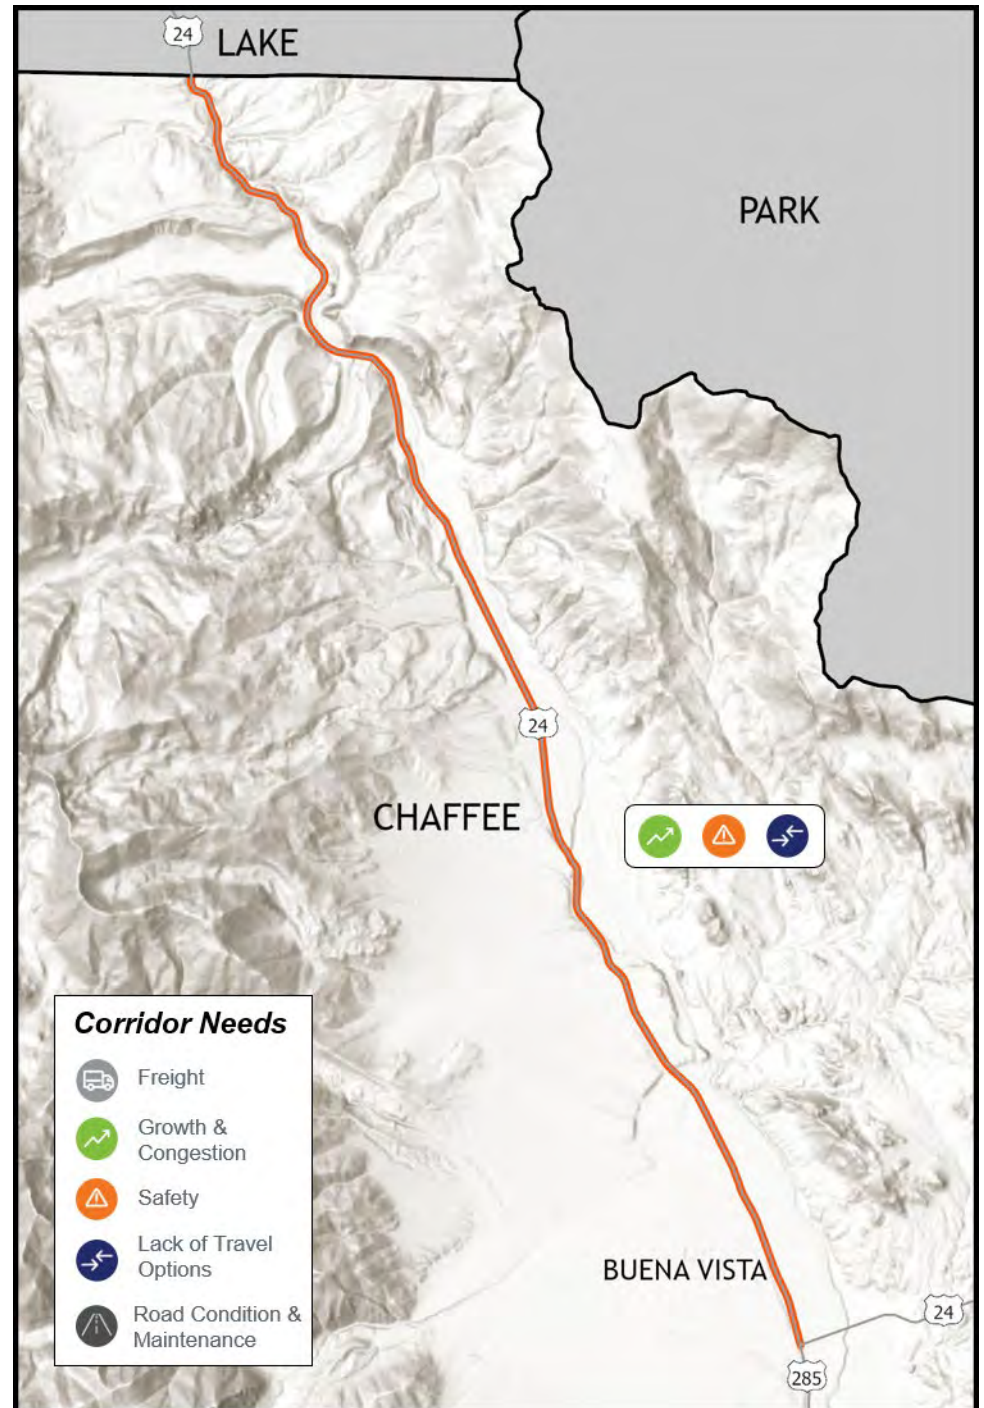 24
LAKE
PARK
24
CHAFFEE
Corridor Needs
Freight
Growth &
Congestion
Safety
Lack of Travel
Options
Road Condition &
Maintenance
BUENA VISTA
24
285